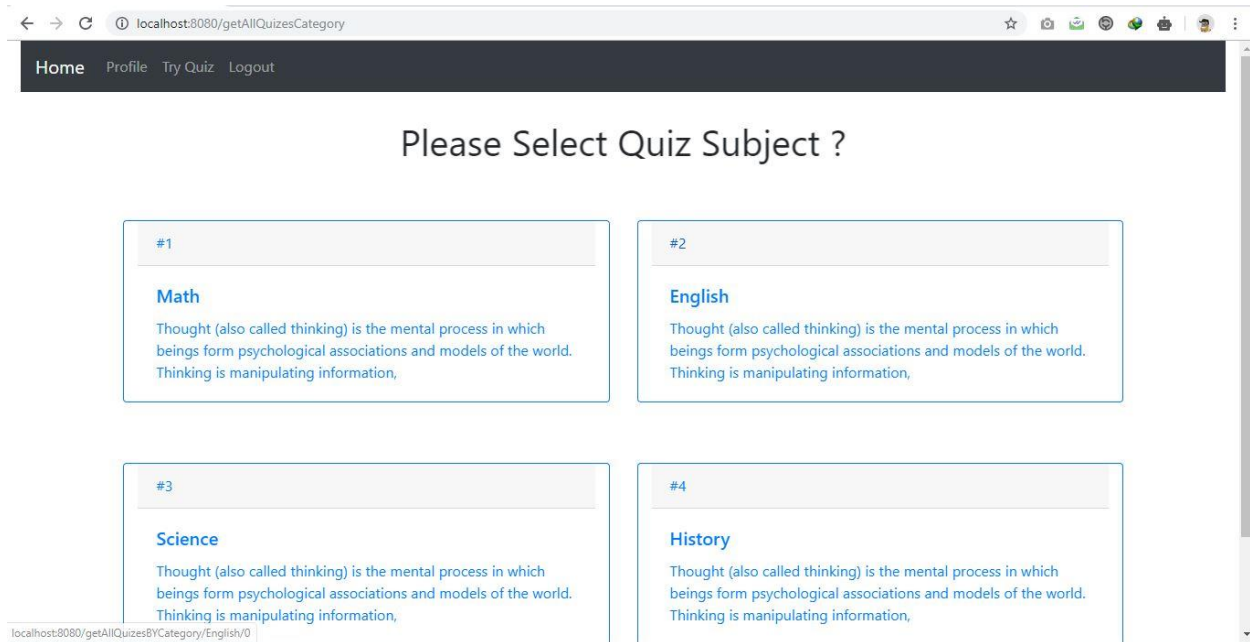 localhost:8080/getAllQuizesCategory
Home Profile Try Quiz Logout
Please Select Quiz Subject ?
#1
Math
Thought (also called thinking) is the mental process in which
beings form psychological associations and models of the world.
Thinking is manipulating information,
#2
English
Thought (also called thinking) is the mental process in which
beings form psychological associations and models of the world.
Thinking is manipulating information,
#3
Science
Thought (also called thinking) is the mental process in which
beings form psychological associations and models of the world.
Thinking is manipulating information,
#4
History
Thought (also called thinking) is the mental process in which
beings form psychological associations and models of the world.
Thinking is manipulating information,
localhost:8080/getAllQuizesBYCategory/English/0